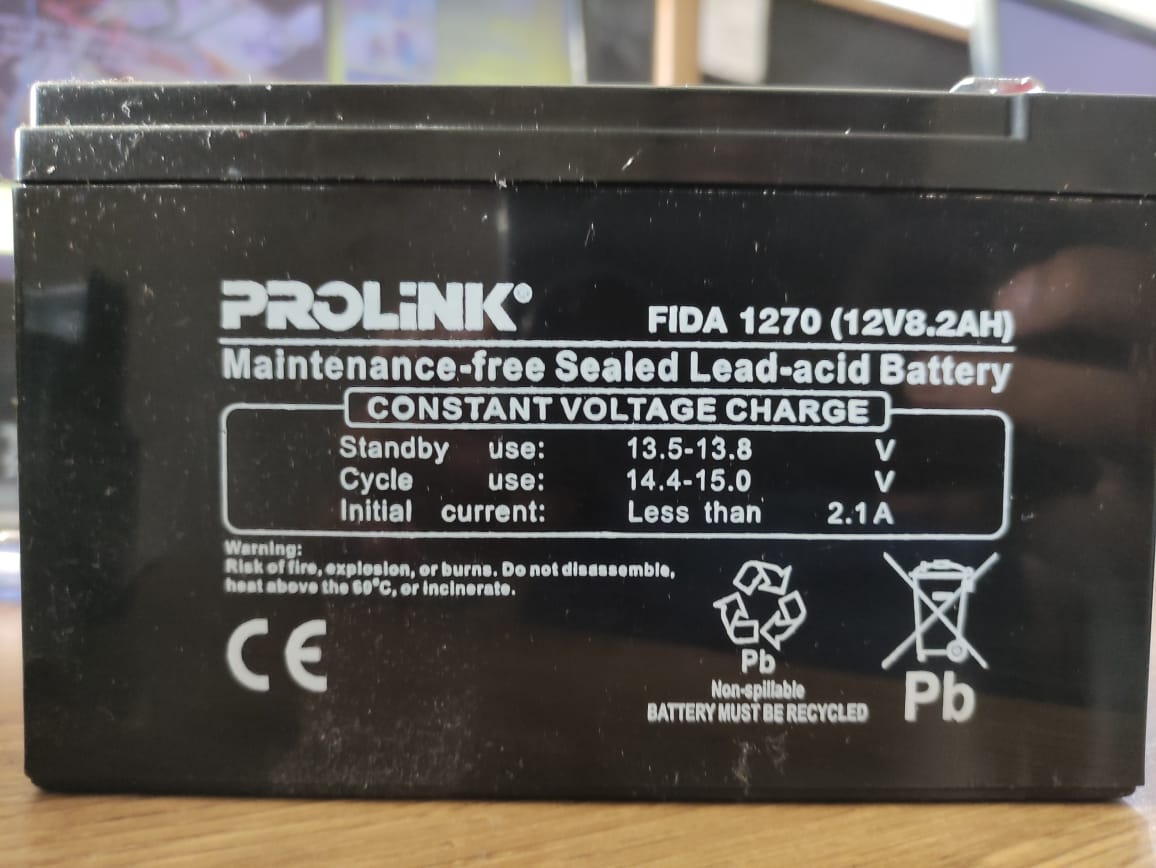 PROLiNK®
FIDA 1270 (12V8.2AH)
Maintenance-free Sealed Lead-acid Battery
CONSTANT VOLTAGE CHARGE
Standby use: 13.5-13.8 V
Cycle use: 14.4-15.0 V
Initial current: Less than 2.1A
Warning:
Risk of fire, explosion, or burns. Do not disassemble,
heat above the 60°C, or incinerate.
CE
Pb
Non-spillable
BATTERY MUST BE RECYCLED
Pb